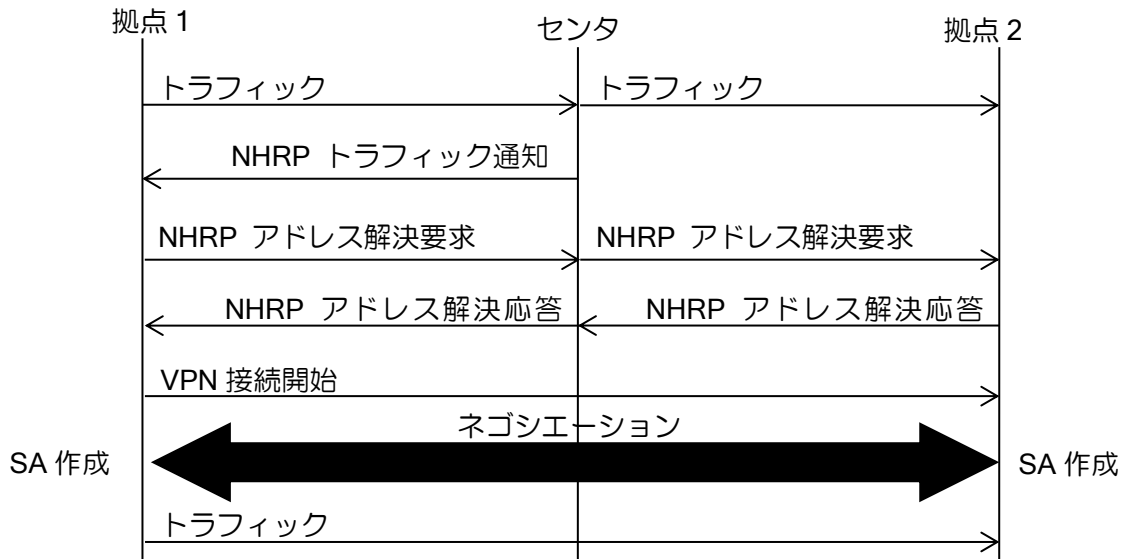 拠点 1
センタ
拠点 2
トラフィック
トラフィック
NHRP トラフィック通知
NHRP アドレス解決要求
NHRP アドレス解決要求
NHRP アドレス解決応答
NHRP アドレス解決応答
VPN 接続開始
ネゴシエーション
SA 作成
SA 作成
トラフィック